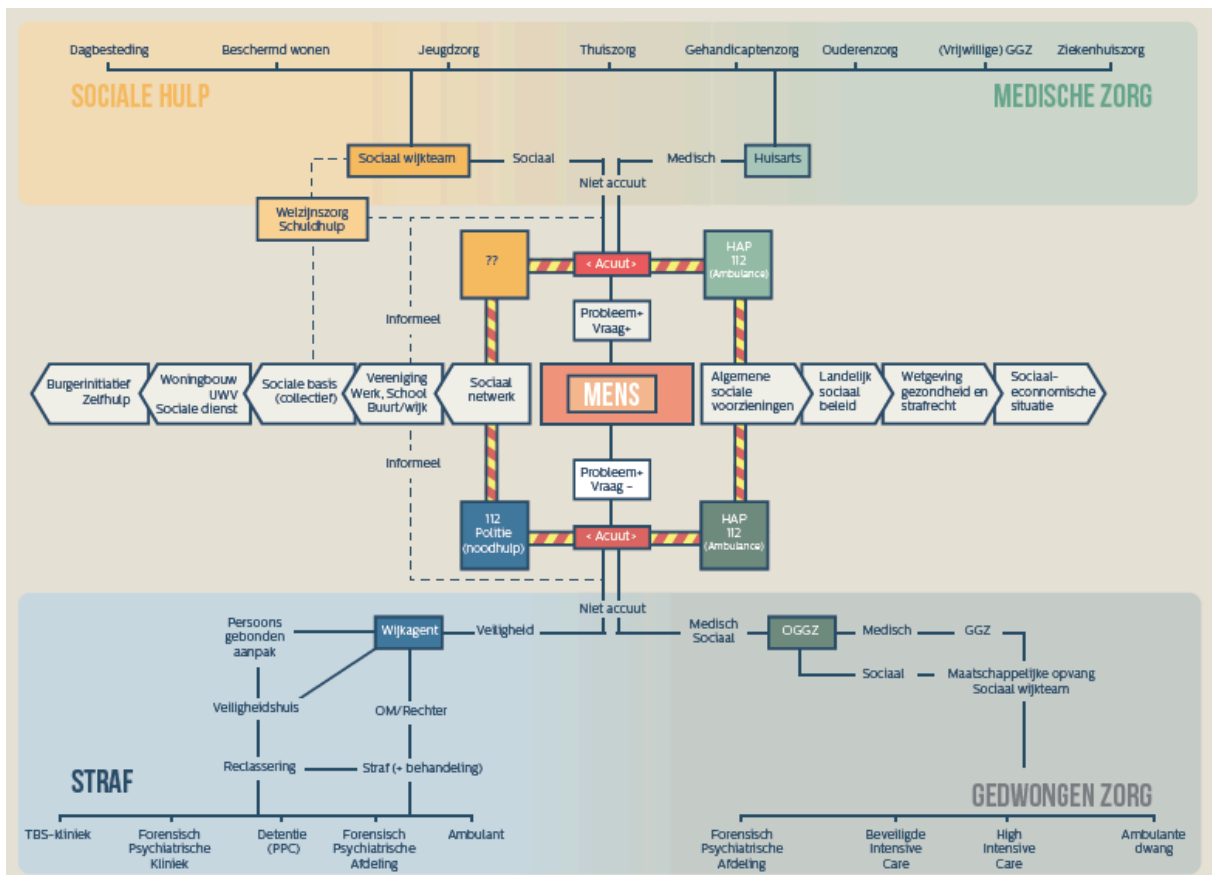 Dagbesteding
Beschermd wonen
Jeugdzorg
Thuiszorg
Gehandicaptenzorg
Ouderenzorg
(Vrijwillige) GGZ
Ziekenhuiszorg
SOCIALE HULP
MEDISCHE ZORG
Sociaal wijkteam
Sociaal
Medisch
Huisarts
Niet accuut
Welzijnszorg
Schuldhulp
??
< Acuut >
HAP
112
(Ambulance)
Probleem+
Vraag+
Informeel
Burgerinitiatief
Zelfhulp
Woningbouw
UWV
Sociale dienst
Sociale basis
(collectief)
Vereniging
Werk, School
Buurt/wijk
Sociaal
netwerk
MENS
Algemene
sociale
voorzieningen
Landelijk
sociaal
beleid
Wetgeving
gezondheid en
strafrecht
Sociaal-
econnomische
situatie
Informeel
Probleem+
Vraag -
112
Politie
(noodhulp)
< Acuut >
HAP
112
(Ambulance)
Niet accuut
Persoons
gebonden
aanpak
Wijkagent
Veiligheid
Medisch
Sociaal
OGGZ
Medisch
GGZ
Sociaal
Maatschappelijke opvang
Sociaal wijkteam
Veiligheidshuis
OM/Rechter
Reclassering
Straf (+ behandeling)
STRAF
GEDWONGEN ZORG
TBS-kliniek
Forensisch
Psychiatrische
Kliniek
Detentie
(PPC)
Forensisch
Psychiatrische
Afdeling
Ambulant
Forensisch
Psychiatrische
Afdeling
Beveiligde
Intensive
Care
High
Intensive
Care
Ambulante
dwang